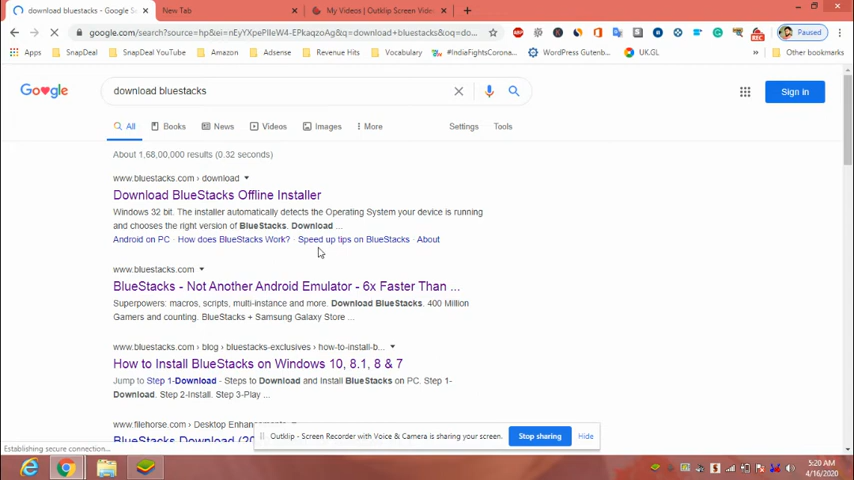 download bluestacks - Google Se
New Tab
My Videos | Outklip Screen Vide
google.com/search?source=hp&ei=nEyYXpePIIe4W4-EPkaqzoAg&q=download+bluestacks&oq=do...
Paused
Apps
SnapDeal YouTube
SnapDeal
Amazon
Adsense
Revenue Hits
Vocabulary
#IndiaFightsCorona...
WordPress Gutenb...
UK.GL
Other bookmarks
Google
download bluestacks
Sign in
All
Books
News
Videos
Images
More
Settings
Tools
About 1,68,00,000 results (0.32 seconds)
www.bluestacks.com › download
Download BlueStacks Offline Installer
Windows 32 bit. The installer automatically detects the Operating System your device is running
and chooses the right version of BlueStacks. Download ...
Android on PC · How does BlueStacks Work? · Speed up tips on BlueStacks · About
www.bluestacks.com
BlueStacks - Not Another Android Emulator - 6x Faster Than ...
Superpowers: macros, scripts, multi-instance and more. Download BlueStacks. 400 Million
Gamers and counting. BlueStacks + Samsung Galaxy Store ...
www.bluestacks.com › blog › bluestacks-exclusives › how-to-install-b...
How to Install BlueStacks on Windows 10, 8.1, 8 & 7
Jump to Step 1-Download - Steps to Download and Install BlueStacks on PC. Step 1-
Download. Step 2-Install. Step 3-Play ...
www.filehorse.com › Desktop Enhancements
BlueStacks Download (20
Outklip - Screen Recorder with Voice & Camera is sharing your screen.
Stop sharing
Hide
Establishing secure connection...
5:20 AM
4/16/2020